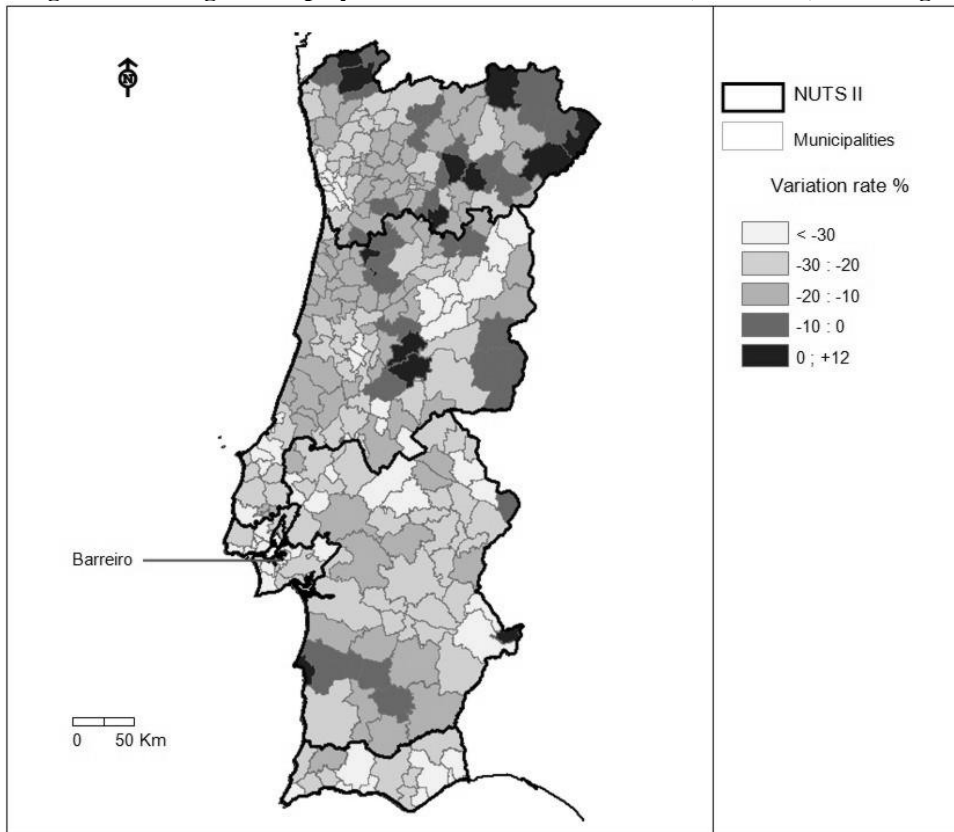 N
NUTS II
Municipalities
Variation rate %
< -30
-30 : -20
-20 : -10
-10 : 0
0 ; +12
Barreiro
0 50 Km